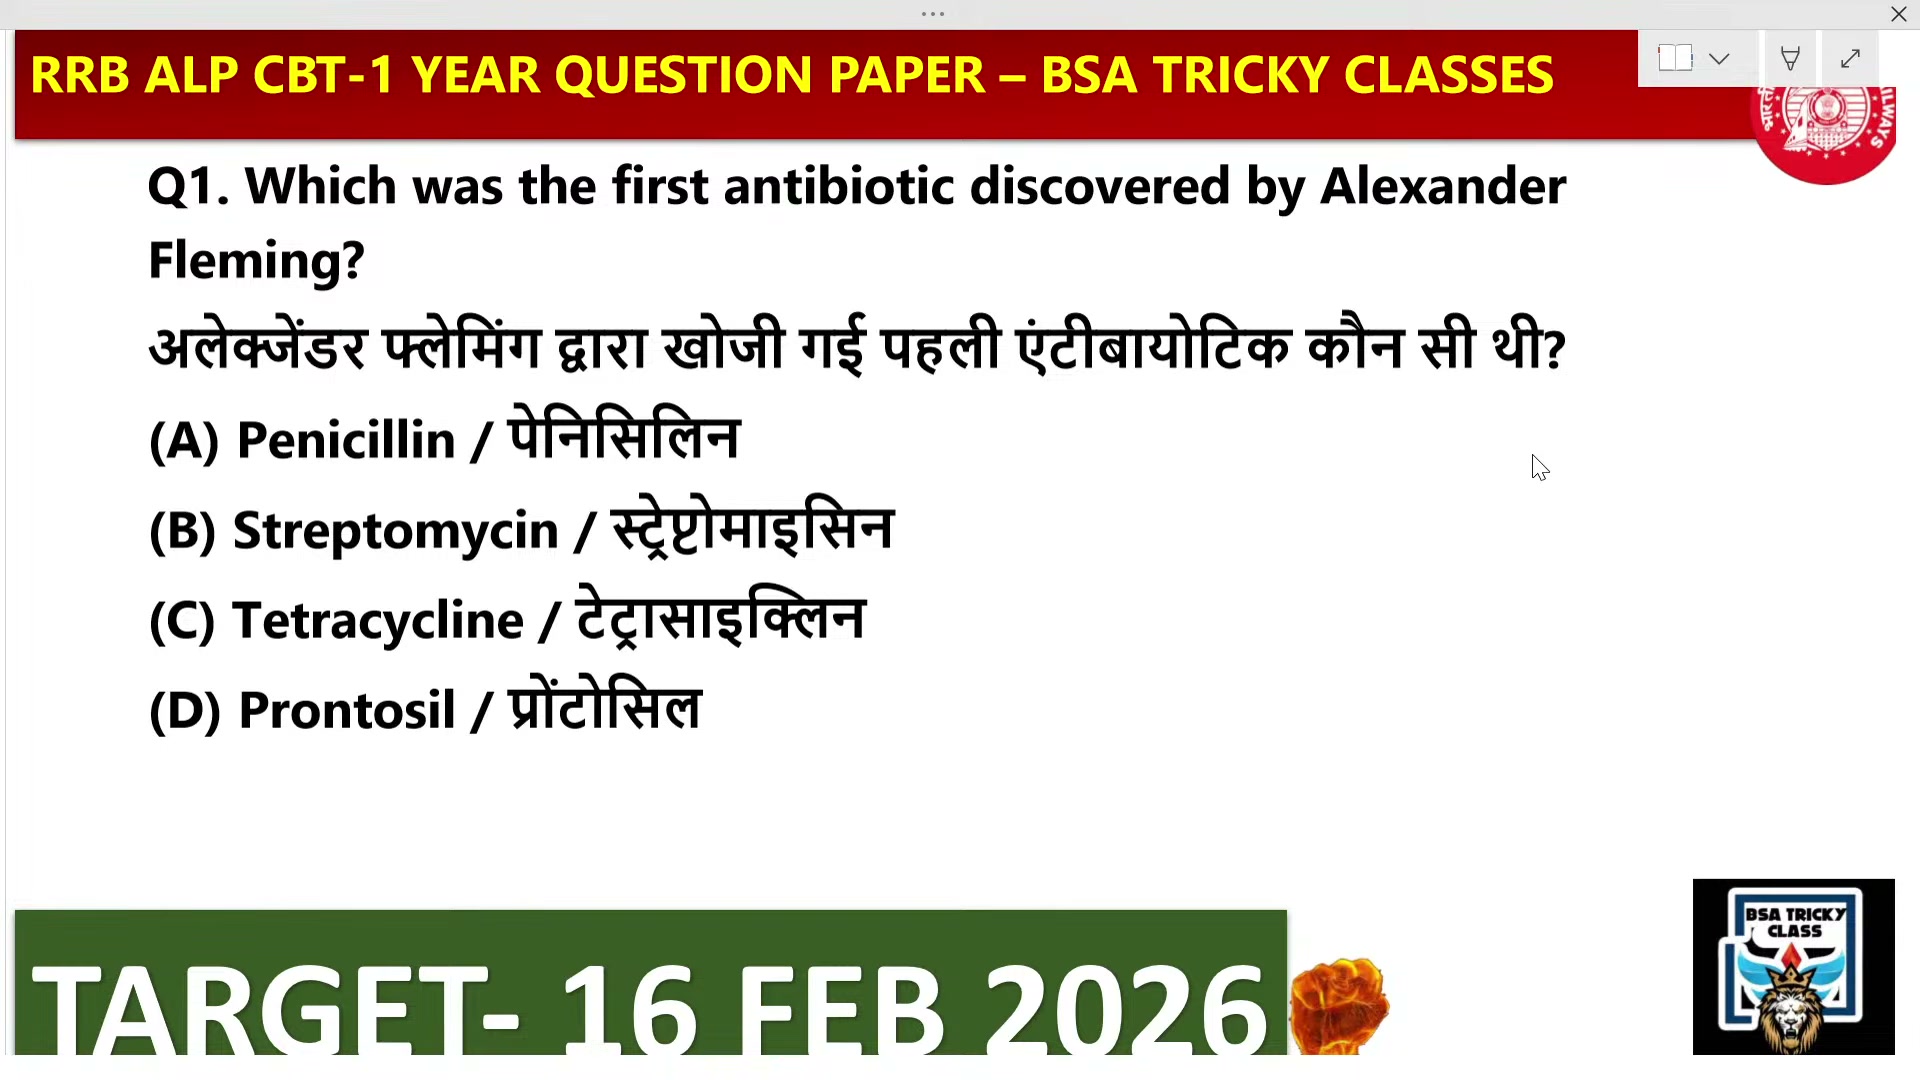 RRB ALP CBT-1 YEAR QUESTION PAPER – BSA TRICKY CLASSES
Q1. Which was the first antibiotic discovered by Alexander
Fleming?
अलेक्जेंडर फ्लेमिंग द्वारा खोजी गई पहली एंटीबायोटिक कौन सी थी?
(A) Penicillin / पेनिसिलिन
(B) Streptomycin / स्ट्रेप्टोमाइसिन
(C) Tetracycline / टेट्रासाइक्लिन
(D) Prontosil / प्रोंटोसिल
TARGET- 16 FEB 2026
BSA TRICKY
CLASS